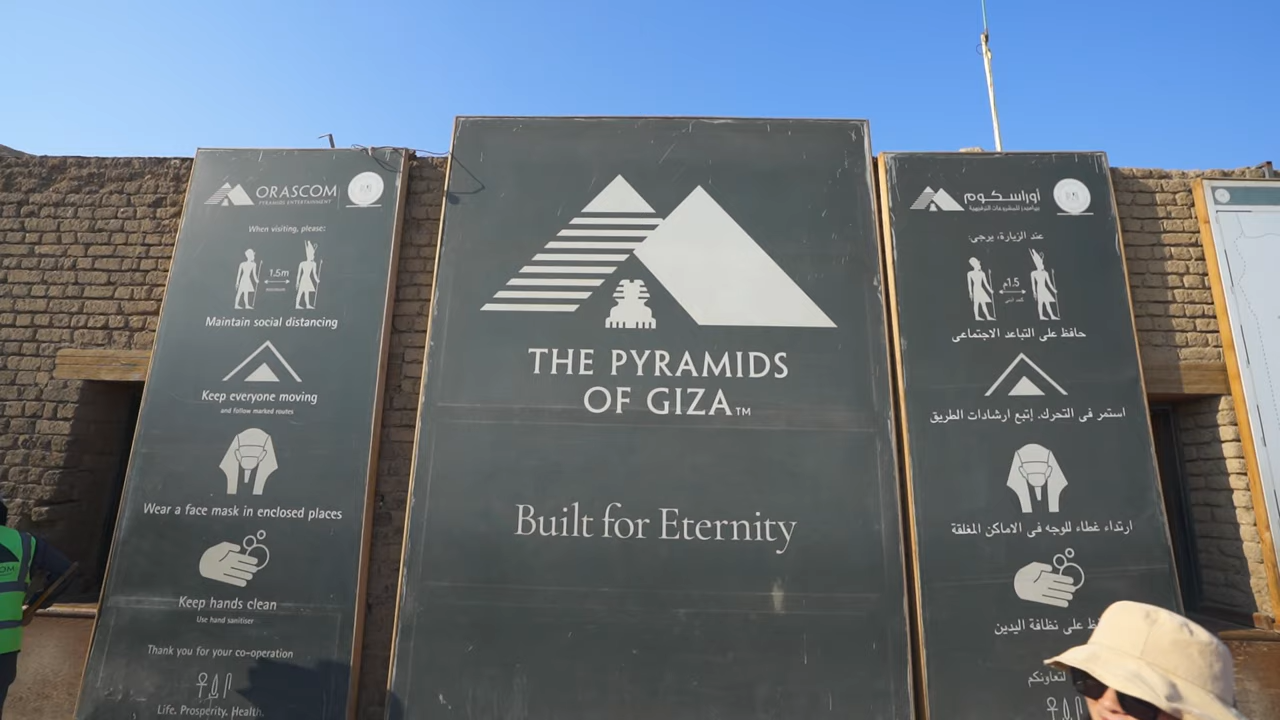 ORASCOM
PYRAMIDS ENTERTAINMENT
When visiting, please:
1.5m
Maintain social distancing
Keep everyone moving
and follow marked routes
Wear a face mask in enclosed places
Keep hands clean
Use hand sanitiser
Thank you for your co-operation
Life. Prosperity. Health.
THE PYRAMIDS
OF GIZA™
Built for Eternity
أوراسكوم
عند الزيارة، يرجى:
1.5م
حافظ على التباعد الاجتماعى
استمر فى التحرك. إتبع ارشادات الطريق
ارتداء غطاء للوجه فى الاماكن المغلقة
على نظافة اليدين
لتعاونكم